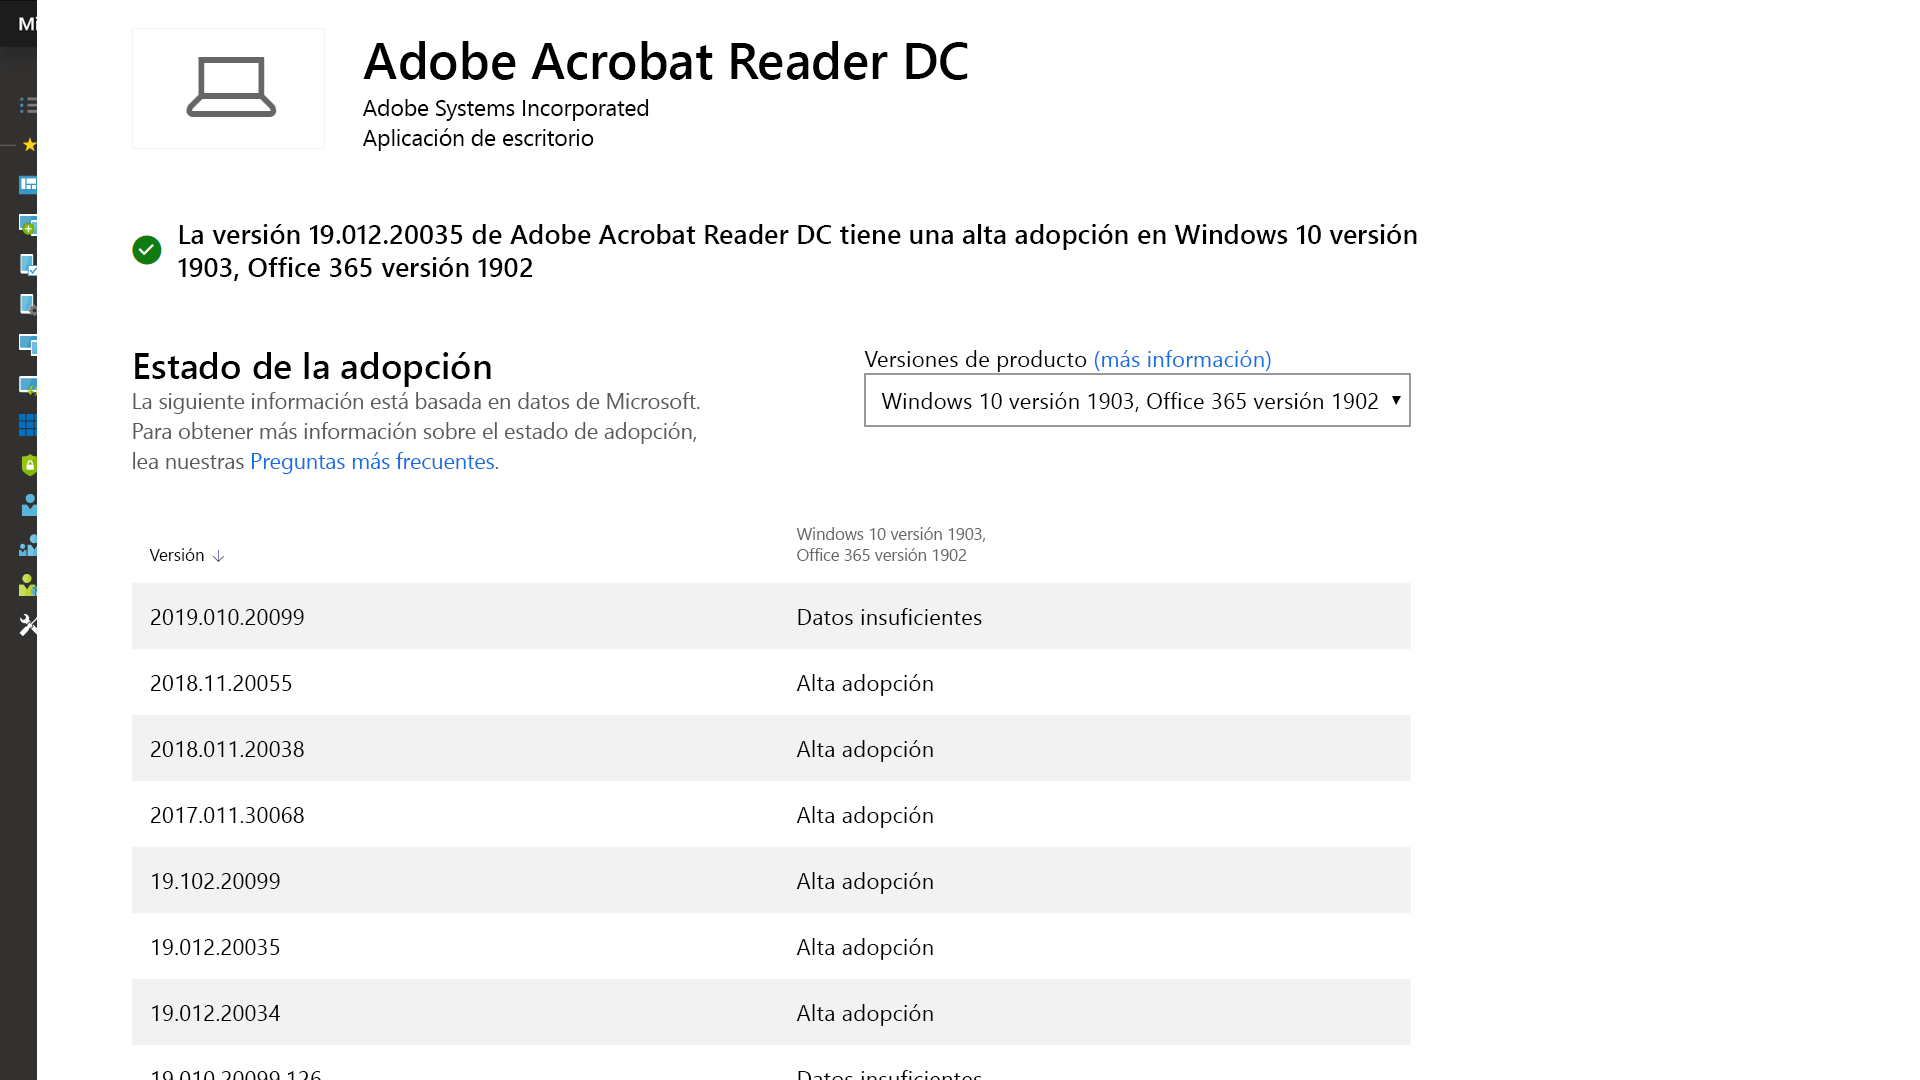 Mi
Adobe Acrobat Reader DC
Adobe Systems Incorporated
Aplicación de escritorio
La versión 19.012.20035 de Adobe Acrobat Reader DC tiene una alta adopción en Windows 10 versión
1903, Office 365 versión 1902
Estado de la adopción
La siguiente información está basada en datos de Microsoft.
Para obtener más información sobre el estado de adopción,
lea nuestras Preguntas más frecuentes.
Versiones de producto (más información)
Windows 10 versión 1903, Office 365 versión 1902
Versión ↓
Windows 10 versión 1903,
Office 365 versión 1902
2019.010.20099 Datos insuficientes
2018.11.20055 Alta adopción
2018.011.20038 Alta adopción
2017.011.30068 Alta adopción
19.102.20099 Alta adopción
19.012.20035 Alta adopción
19.012.20034 Alta adopción
19.010.20099.126 Datos insuficientes